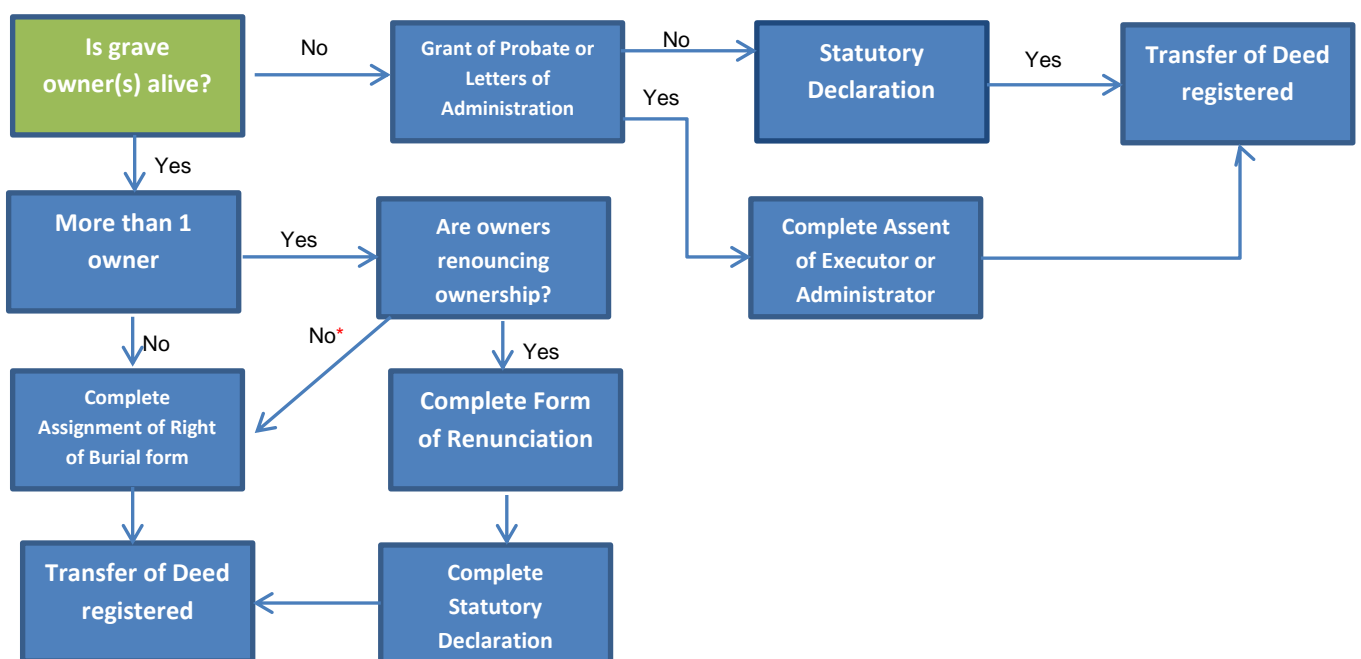 Is grave
owner(s) alive?
No
Grant of Probate or
Letters of
Administration
No
Yes
Statutory
Declaration
Yes
Transfer of Deed
registered
Yes
More than 1
owner
Yes
Are owners
renouncing
ownership?
Complete Assent
of Executor or
Administrator
No
No*
Yes
Complete
Assignment of Right
of Burial form
Complete Form
of Renunciation
Transfer of Deed
registered
Complete
Statutory
Declaration